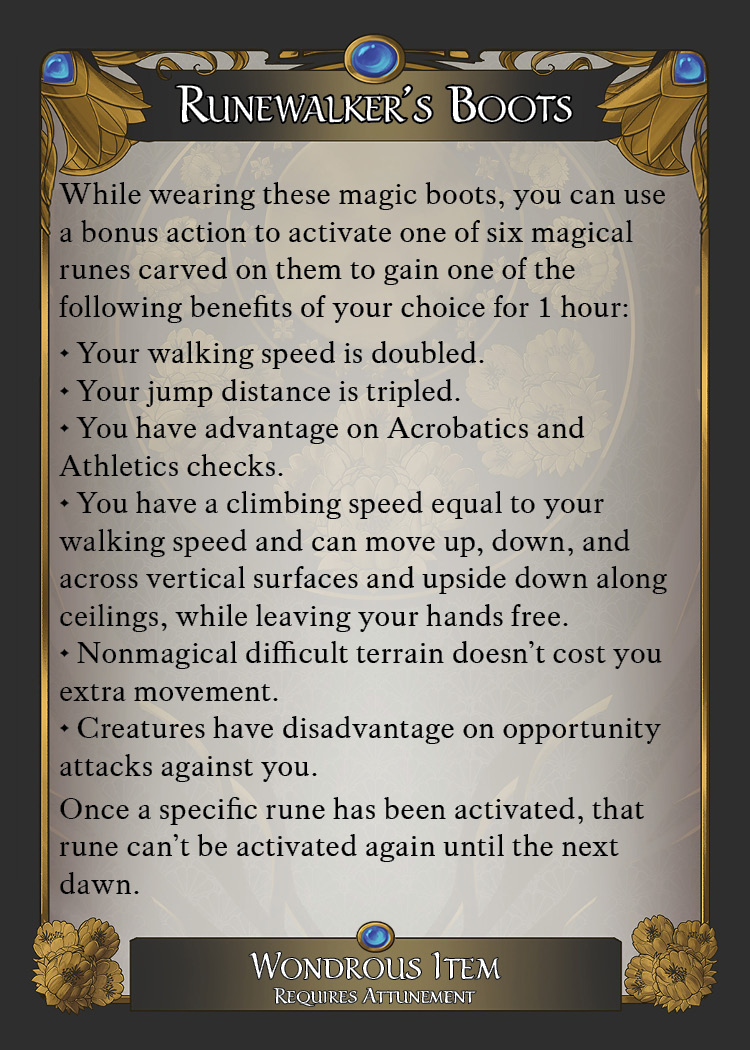 Runewalker's Boots
While wearing these magic boots, you can use
a bonus action to activate one of six magical
runes carved on them to gain one of the
following benefits of your choice for 1 hour:
• Your walking speed is doubled.
• Your jump distance is tripled.
• You have advantage on Acrobatics and
Athletics checks.
• You have a climbing speed equal to your
walking speed and can move up, down, and
across vertical surfaces and upside down along
ceilings, while leaving your hands free.
• Nonmagical difficult terrain doesn't cost you
extra movement.
• Creatures have disadvantage on opportunity
attacks against you.
Once a specific rune has been activated, that
rune can't be activated again until the next
dawn.
Wondrous Item
Requires Attunement